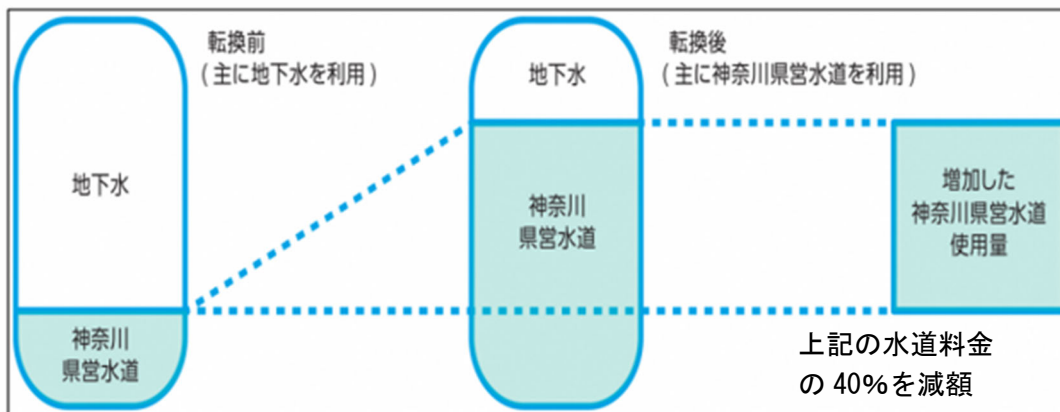 転換前
(主に地下水を利用)
地下水
神奈川
県営水道
転換後
(主に神奈川県営水道を利用)
地下水
神奈川
県営水道
増加した
神奈川県営水道
使用量
上記の水道料金
の 40%を減額